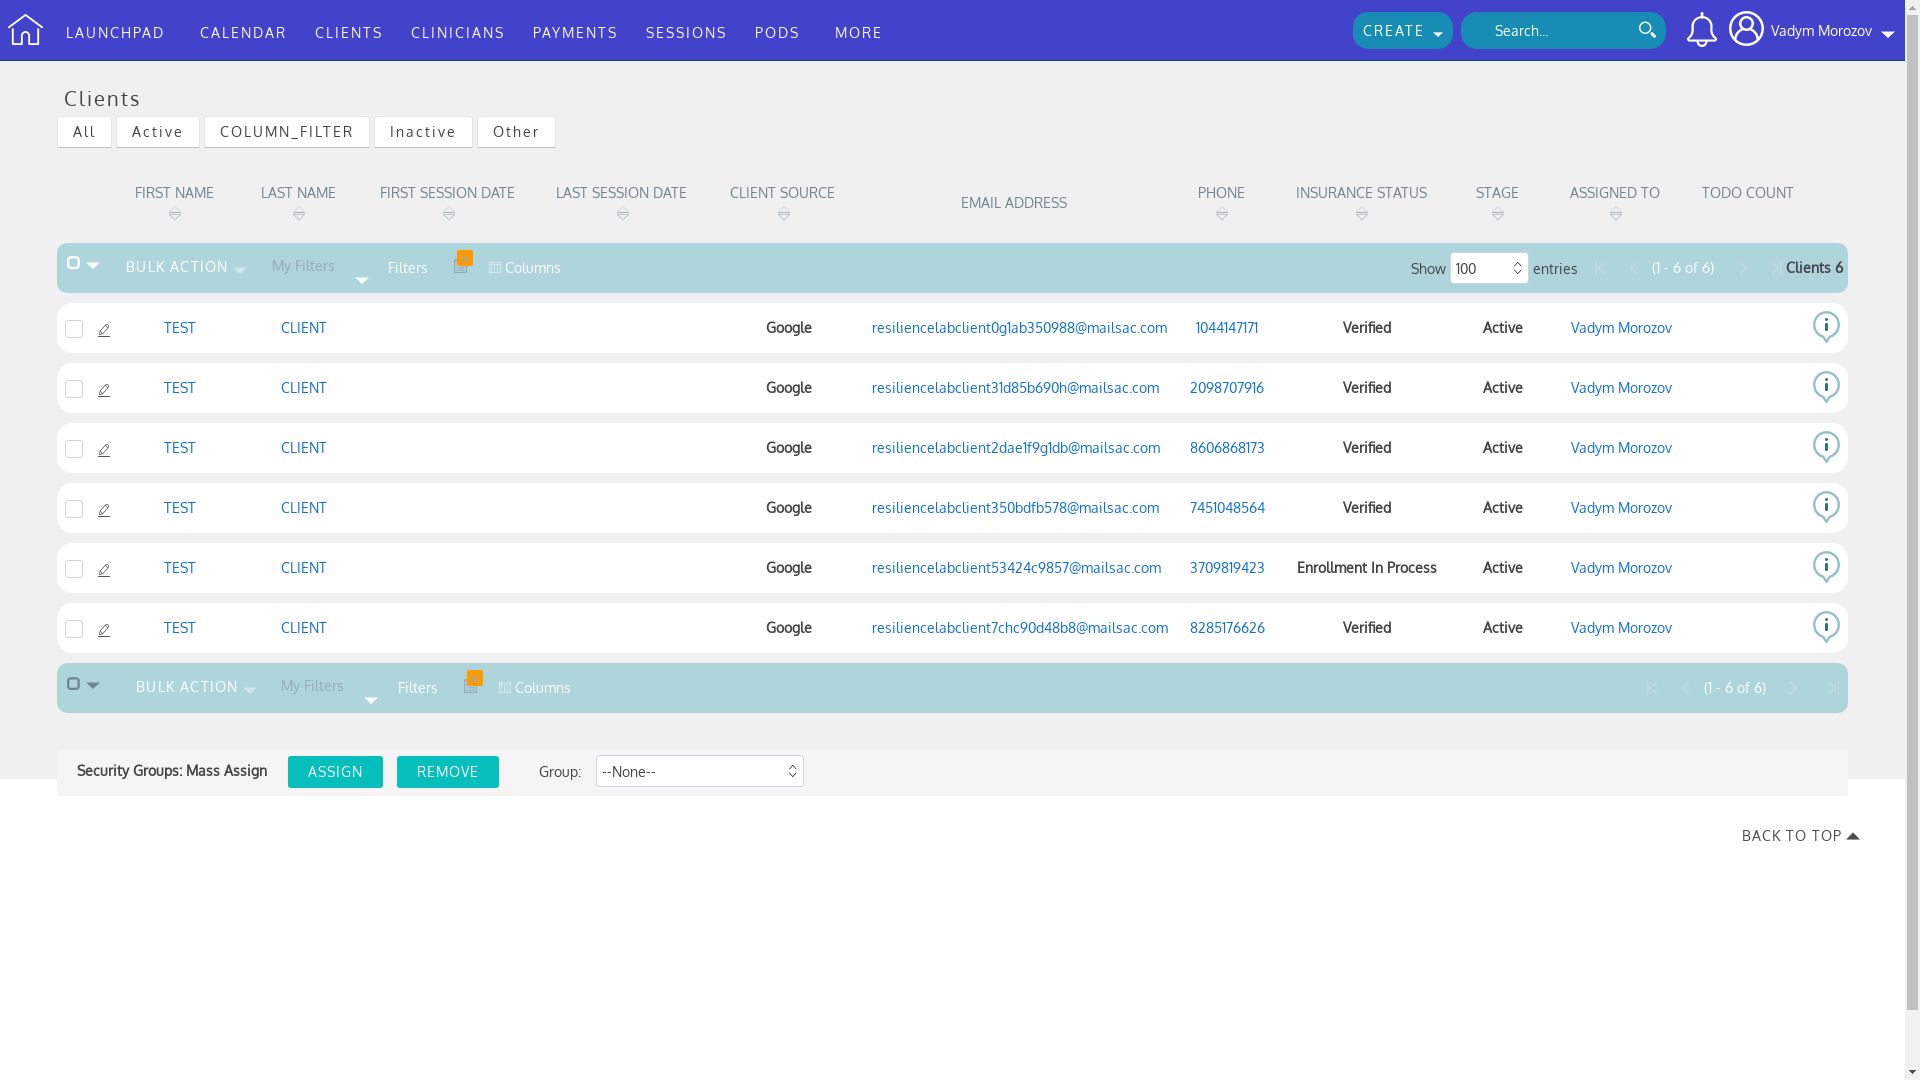 LAUNCHPAD CALENDAR CLIENTS CLINICIANS PAYMENTS SESSIONS PODS MORE CREATE Search... Vadym Morozov
Clients
All Active COLUMN_FILTER Inactive Other
FIRST NAME LAST NAME FIRST SESSION DATE LAST SESSION DATE CLIENT SOURCE EMAIL ADDRESS PHONE INSURANCE STATUS STAGE ASSIGNED TO TODO COUNT
BULK ACTION My Filters Filters Columns Show 100 entries (1 - 6 of 6) Clients 6
TEST CLIENT Google resiliencelabclient0g1ab350988@mailsac.com 1044147171 Verified Active Vadym Morozov
TEST CLIENT Google resiliencelabclient31d85b690h@mailsac.com 2098707916 Verified Active Vadym Morozov
TEST CLIENT Google resiliencelabclient2dae1f9g1db@mailsac.com 8606868173 Verified Active Vadym Morozov
TEST CLIENT Google resiliencelabclient350bdfb578@mailsac.com 7451048564 Verified Active Vadym Morozov
TEST CLIENT Google resiliencelabclient53424c9857@mailsac.com 3709819423 Enrollment In Process Active Vadym Morozov
TEST CLIENT Google resiliencelabclient7chc90d48b8@mailsac.com 8285176626 Verified Active Vadym Morozov
BULK ACTION My Filters Filters Columns (1 - 6 of 6)
Security Groups: Mass Assign ASSIGN REMOVE Group: --None--
BACK TO TOP